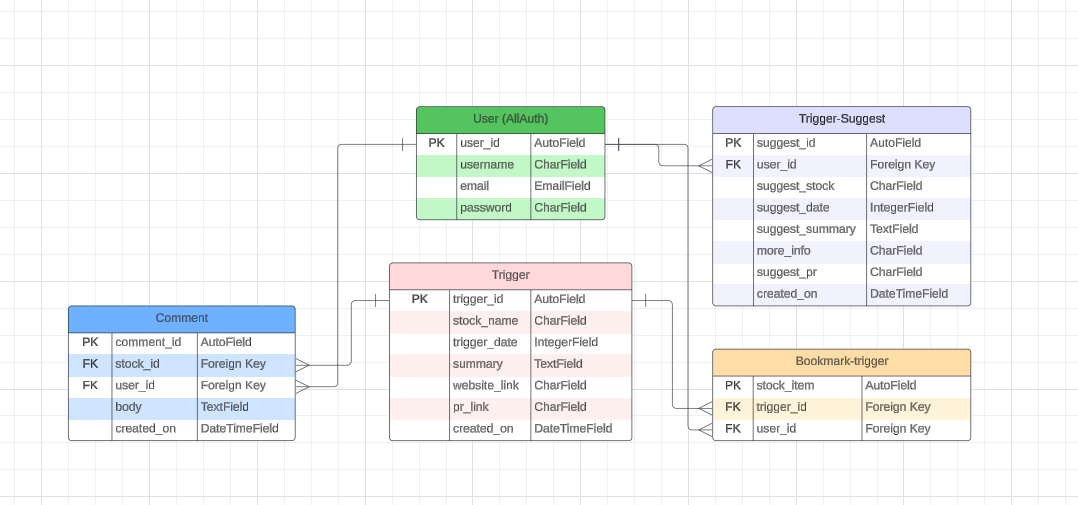 User (AllAuth)
PK user_id AutoField
username CharField
email EmailField
password CharField
Trigger-Suggest
PK suggest_id AutoField
FK user_id Foreign Key
suggest_stock CharField
suggest_date IntegerField
suggest_summary TextField
more_info CharField
suggest_pr CharField
created_on DateTimeField
Trigger
PK trigger_id AutoField
stock_name CharField
trigger_date IntegerField
summary TextField
website_link CharField
pr_link CharField
created_on DateTimeField
Comment
PK comment_id AutoField
FK stock_id Foreign Key
FK user_id Foreign Key
body TextField
created_on DateTimeField
Bookmark-trigger
PK stock_item AutoField
FK trigger_id Foreign Key
FK user_id Foreign Key